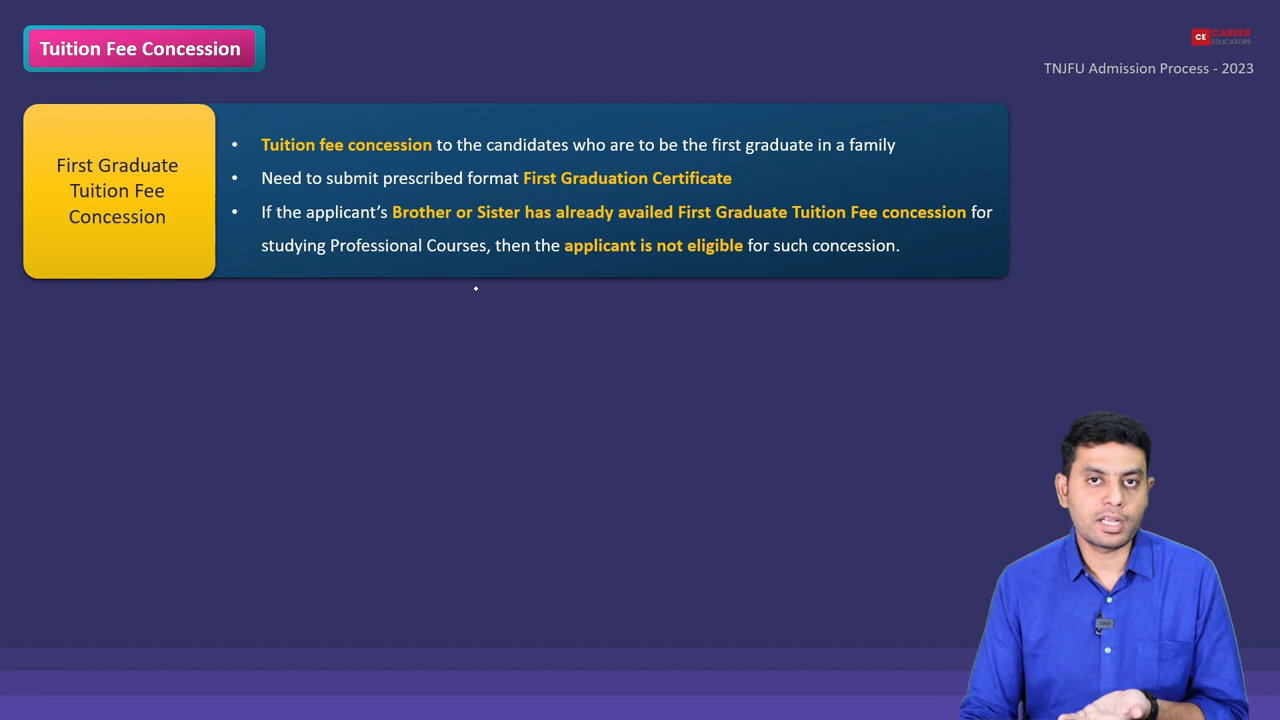 Tuition Fee Concession
CE CAREER
EDUCATORS
TNJFU Admission Process - 2023
First Graduate
Tuition Fee
Concession
• Tuition fee concession to the candidates who are to be the first graduate in a family
• Need to submit prescribed format First Graduation Certificate
• If the applicant’s Brother or Sister has already availed First Graduate Tuition Fee concession for
studying Professional Courses, then the applicant is not eligible for such concession.